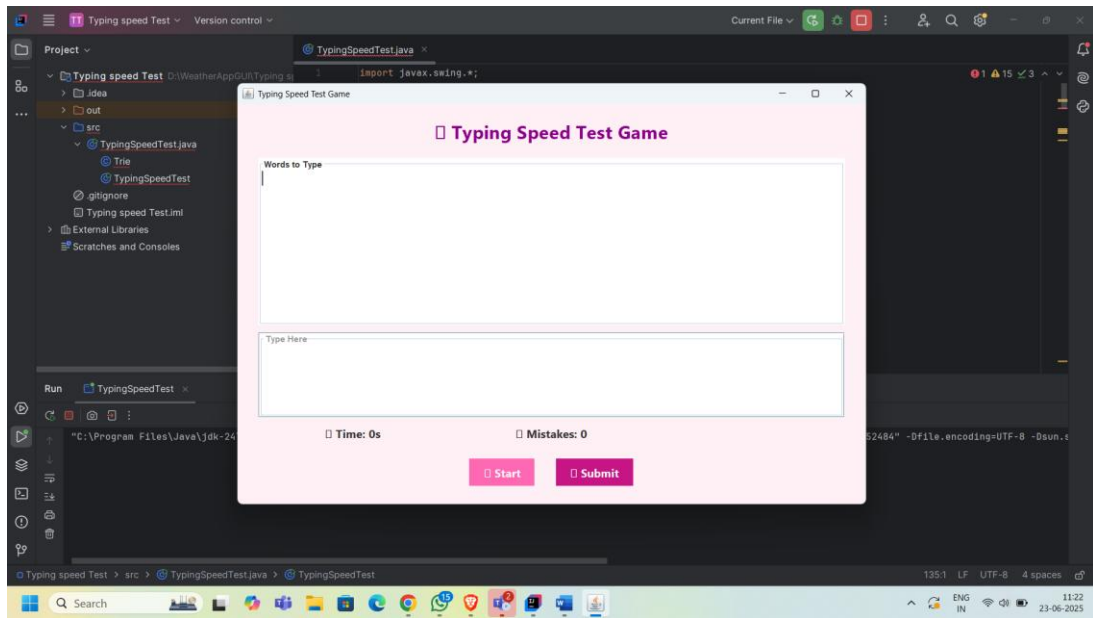 TT Typing speed Test Version control Current File
Project
TypingSpeedTest.java
Typing speed Test D:\WeatherAppGUI\Typing s
1 import javax.swing.*;
1 15 3
.idea
out
src
TypingSpeedTest.java
Trie
TypingSpeedTest
.gitignore
Typing speed Test.iml
External Libraries
Scratches and Consoles
Typing Speed Test Game
Typing Speed Test Game
Words to Type
Type Here
Time: 0s
Mistakes: 0
Start
Submit
Run TypingSpeedTest
"C:\Program Files\Java\jdk-24 52484" -Dfile.encoding=UTF-8 -Dsun.s
Typing speed Test > src > TypingSpeedTest.java > TypingSpeedTest 135:1 LF UTF-8 4 spaces
Search
15
2
ENG
IN
11:22
23-06-2025